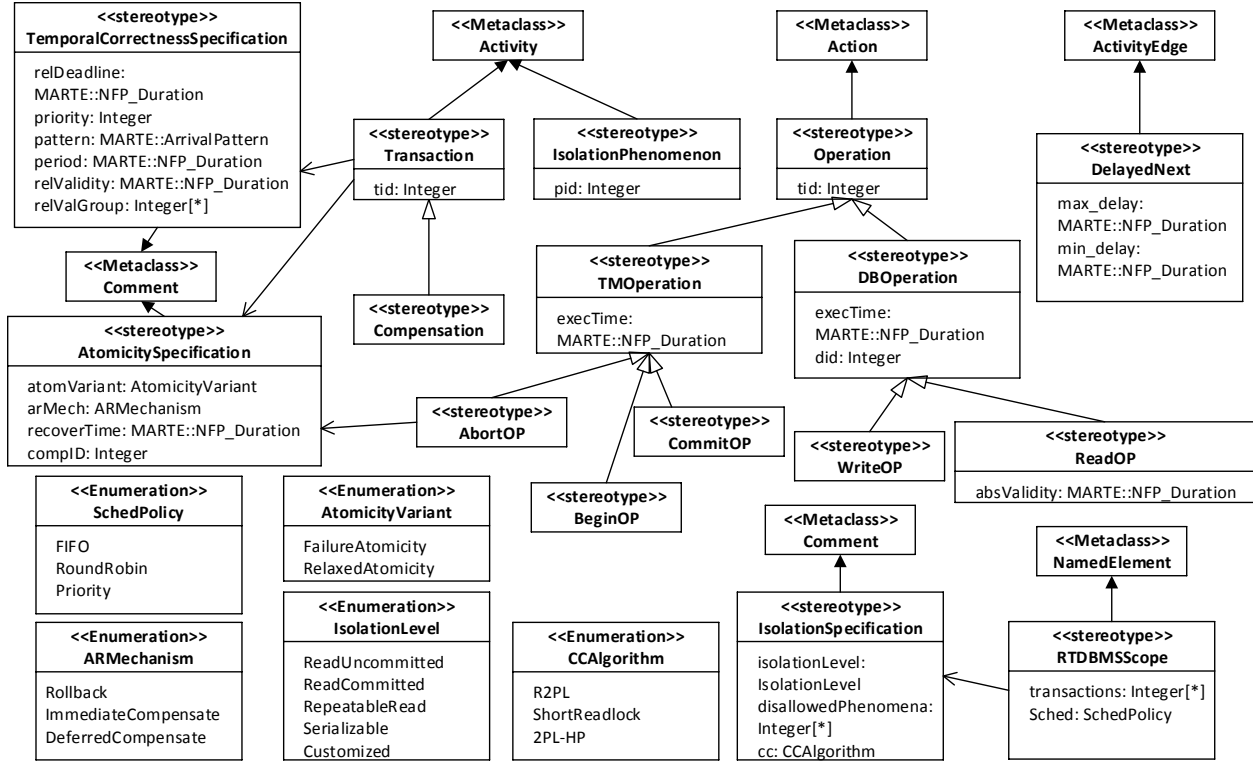 <<stereotype>>
TemporalCorrectnessSpecification
relDeadline:
MARTE::NFP_Duration
priority: Integer
pattern: MARTE::ArrivalPattern
period: MARTE::NFP_Duration
relValidity: MARTE::NFP_Duration
relValGroup: Integer[*]
<<Metaclass>>
Activity
<<Metaclass>>
Action
<<Metaclass>>
ActivityEdge
<<stereotype>>
Transaction
tid: Integer
<<stereotype>>
IsolationPhenomenon
pid: Integer
<<stereotype>>
Operation
tid: Integer
<<stereotype>>
DelayedNext
max_delay:
MARTE::NFP_Duration
min_delay:
MARTE::NFP_Duration
<<Metaclass>>
Comment
<<stereotype>>
Compensation
<<stereotype>>
TMOperation
execTime:
MARTE::NFP_Duration
<<stereotype>>
DBOperation
execTime:
MARTE::NFP_Duration
did: Integer
<<stereotype>>
AtomicitySpecification
atomVariant: AtomicityVariant
arMech: ARMechanism
recoverTime: MARTE::NFP_Duration
compID: Integer
<<stereotype>>
AbortOP
<<stereotype>>
CommitOP
<<stereotype>>
WriteOP
<<stereotype>>
ReadOP
absValidity: MARTE::NFP_Duration
<<stereotype>>
BeginOP
<<Enumeration>>
SchedPolicy
FIFO
RoundRobin
Priority
<<Enumeration>>
AtomicityVariant
FailureAtomicity
RelaxedAtomicity
<<Metaclass>>
Comment
<<Metaclass>>
NamedElement
<<Enumeration>>
ARMechanism
Rollback
ImmediateCompensate
DeferredCompensate
<<Enumeration>>
IsolationLevel
ReadUncommitted
ReadCommitted
RepeatableRead
Serializable
Customized
<<Enumeration>>
CCAlgorithm
R2PL
ShortReadlock
2PL-HP
<<stereotype>>
IsolationSpecification
isolationLevel:
IsolationLevel
disallowedPhenomena:
Integer[*]
cc: CCAlgorithm
<<stereotype>>
RTDBMSScope
transactions: Integer[*]
Sched: SchedPolicy